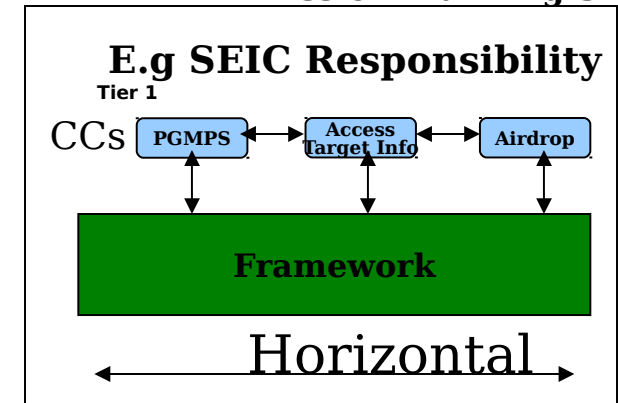 E.g SEIC Responsibility
Tier 1
CCs
PGMPS
Access
Target Info
Airdrop
Framework
Horizontal